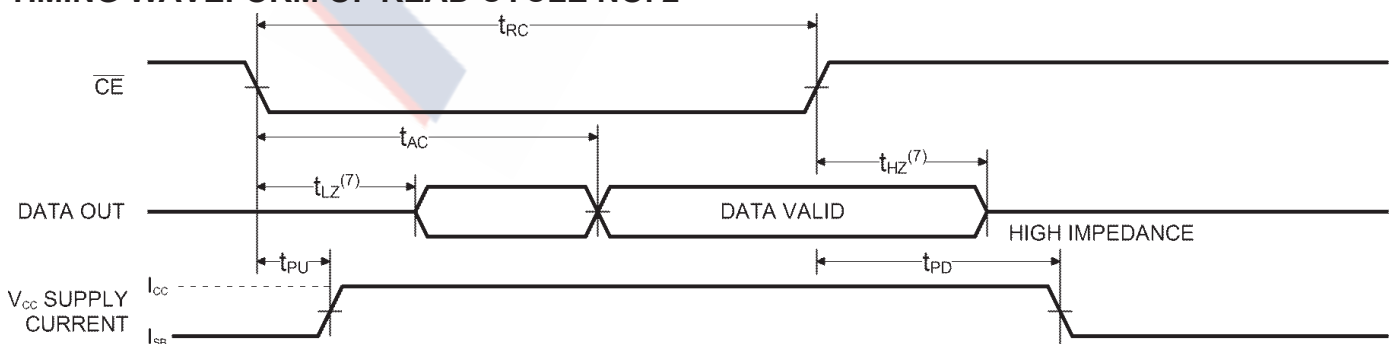 TIMING WAVEFORM OF READ CYCLE NO. 2
tRC
CE
tAC
tHZ(7)
tLZ(7)
DATA OUT
DATA VALID
HIGH IMPEDANCE
tPU
tPD
VCC SUPPLY
CURRENT
ICC
ISB